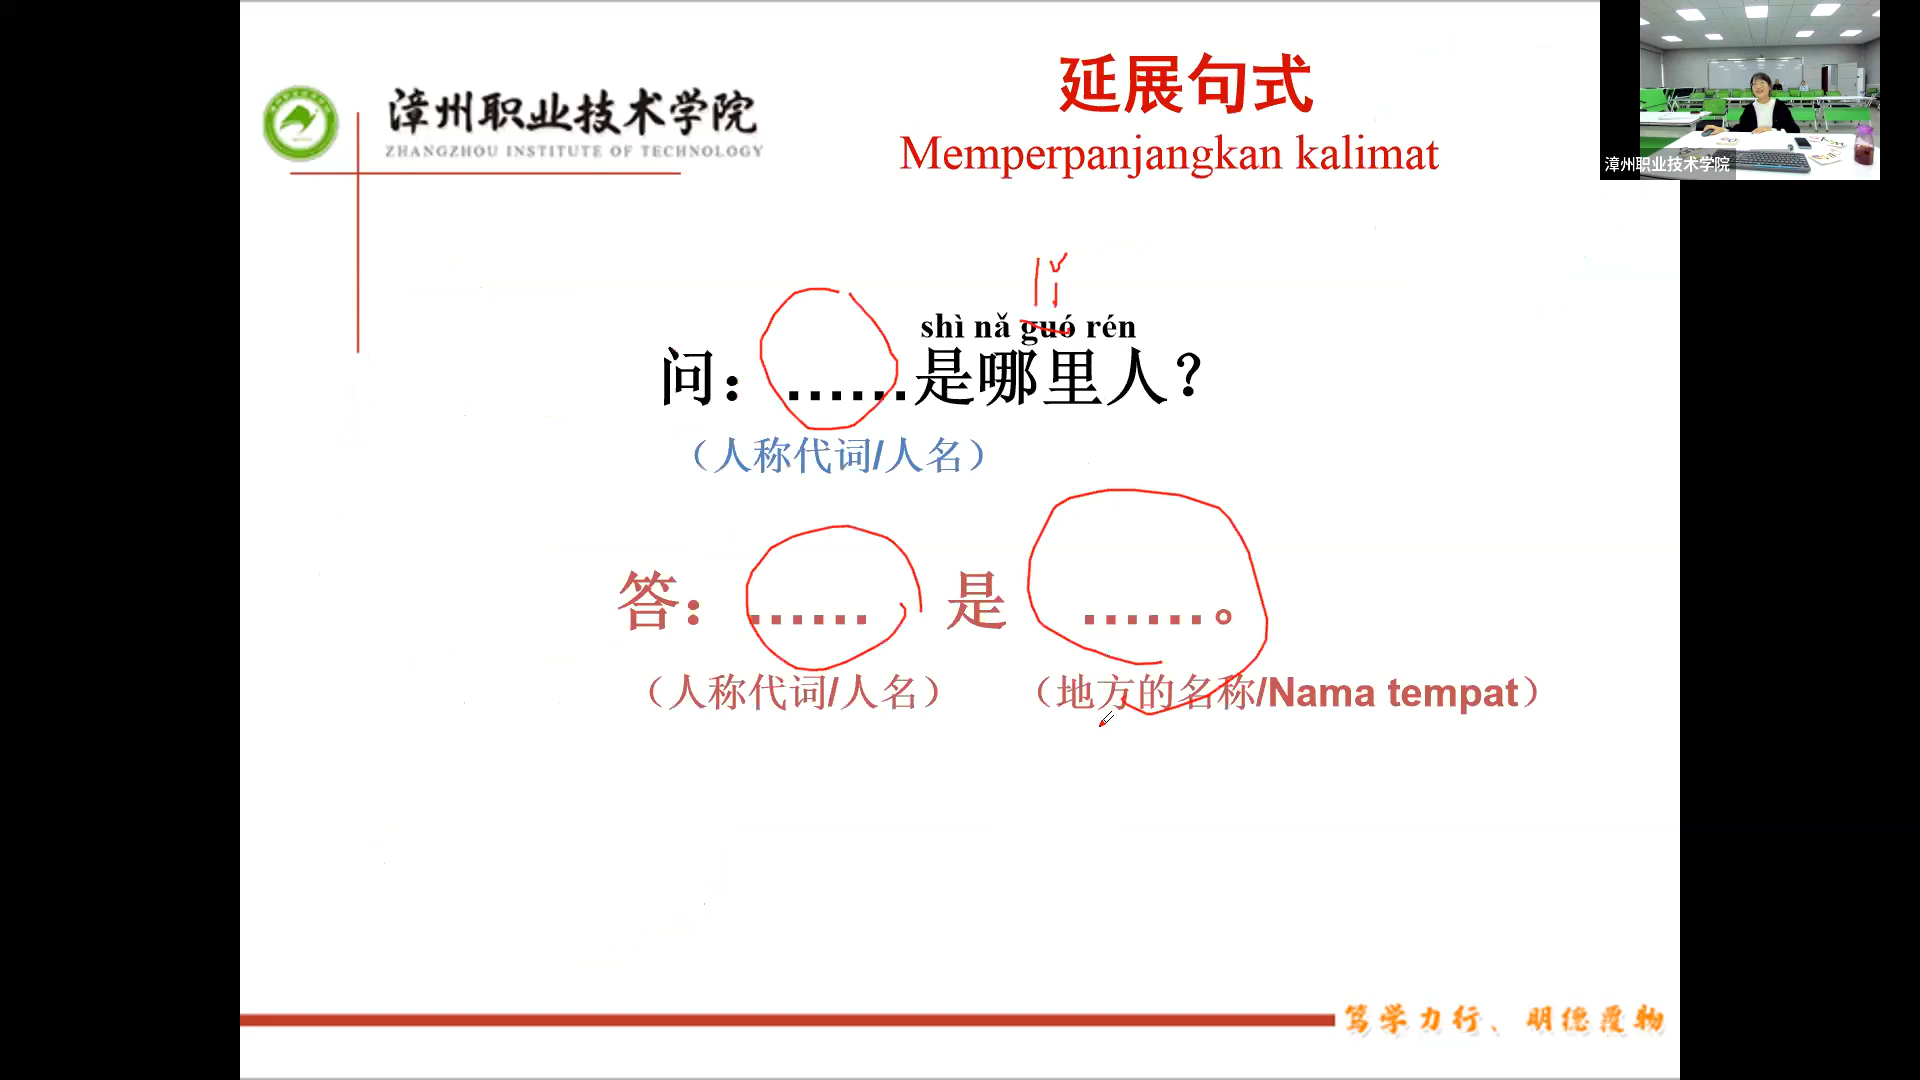 漳州职业技术学院
ZHANGZHOU INSTITUTE OF TECHNOLOGY
延展句式
Memperpanjangkan kalimat
漳州职业技术学院
lǐ
shì nǎ guó rén
问：……是哪里人？
（人称代词/人名）
答：…… 是 ……。
（人称代词/人名） （地方的名称/Nama tempat）
笃学力行、明德覆物